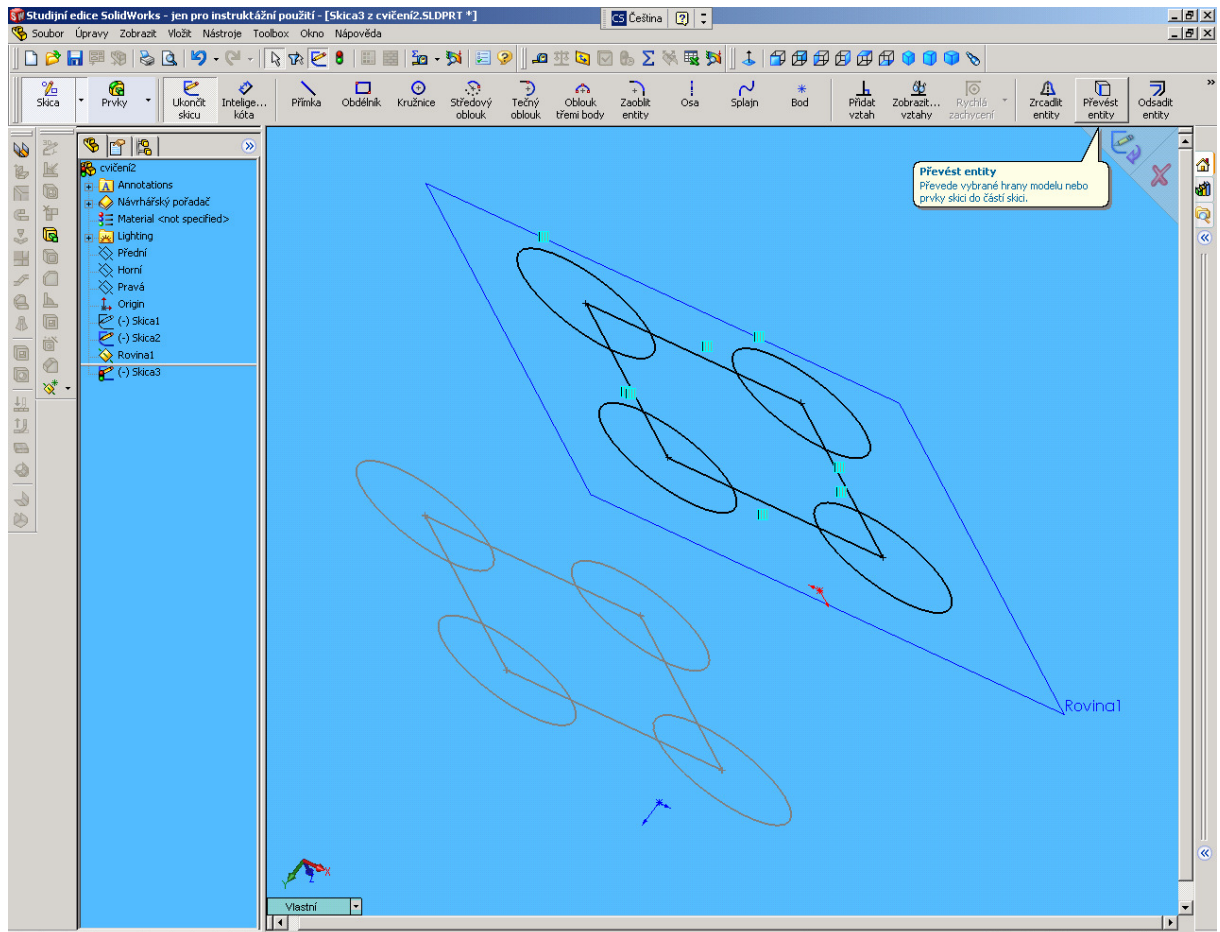 Studijní edice SolidWorks - jen pro instruktážní použití - [Skica3 z cvičení2.SLDPRT *]
CS Čeština
Soubor Úpravy Zobrazit Vložit Nástroje Toolbox Okno Nápověda
Skica
Prvky
Ukončit skicu
Intelige... kóta
Přímka
Obdélník
Kružnice
Středový oblouk
Tečný oblouk
Oblouk třemi body
Zaoblit entity
Osa
Splajn
Bod
Přidat vztah
Zobrazit... vztahy
Rychlá zachycení
Zrcadlit entity
Převést entity
Odsadit entity
Převést entity
Převede vybrané hrany modelu nebo
prvky skici do částí skici.
cvičení2
Annotations
Návrhářský pořadač
Material <not specified>
Lighting
Přední
Horní
Pravá
Origin
(-) Skica1
(-) Skica2
Rovina1
(-) Skica3
Rovina1
X
Y
Z
Vlastní